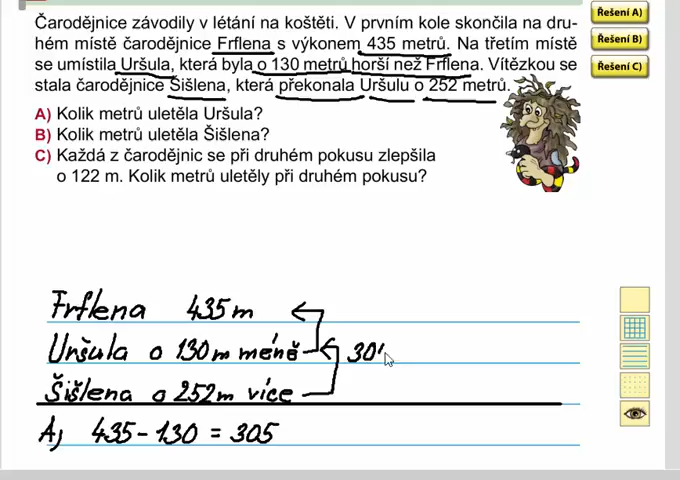 Čarodějnice závodily v létání na koštěti. V prvním kole skončila na dru-
hém místě čarodějnice Frflena s výkonem 435 metrů. Na třetím místě
se umístila Uršula, která byla o 130 metrů horší než Frflena. Vítězkou se
stala čarodějnice Šišlena, která překonala Uršulu o 252 metrů.
A) Kolik metrů uletěla Uršula?
B) Kolik metrů uletěla Šišlena?
C) Každá z čarodějnic se při druhém pokusu zlepšila
o 122 m. Kolik metrů uletěly při druhém pokusu?
Řešení A)
Řešení B)
Řešení C)
Frflena 435 m
Uršula o 130 m méně 30
Šišlena o 252 m více
A) 435 - 130 = 305